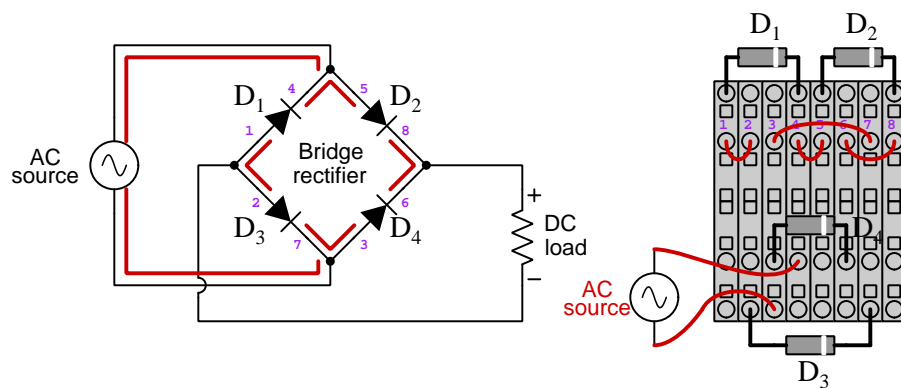 D1
D2
4
5
D1
D2
1
8
AC
source
Bridge
rectifier
+
DC
load
−
2
6
D3
D4
7
3
1 2 3 4 5 6 7 8
D4
AC
source
D3